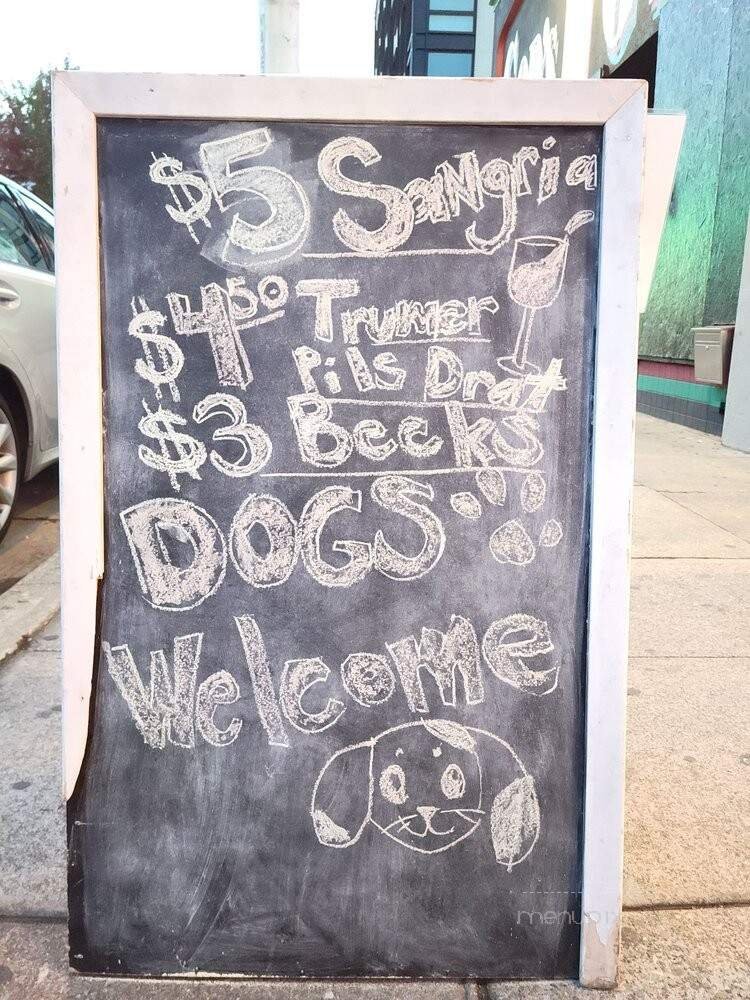 $5 Sangria
$4.50 Trumer
Pils Draft
$3 Becks
DOGS
Welcome